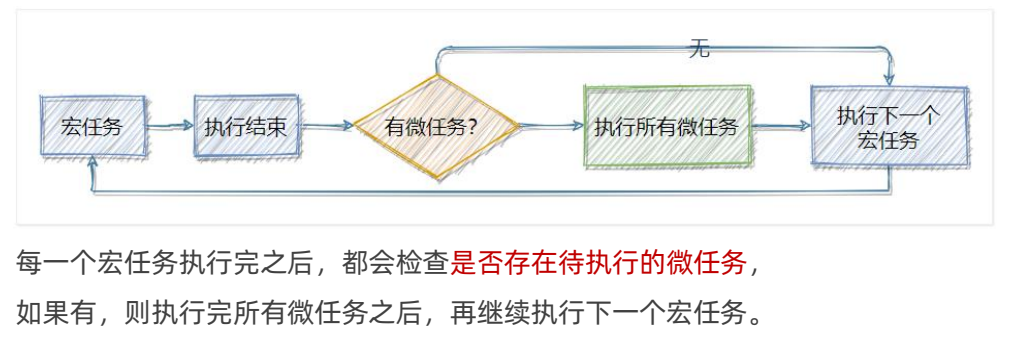 无
宏任务
执行结束
有微任务?
执行所有微任务
执行下一个
宏任务
每一个宏任务执行完之后，都会检查是否存在待执行的微任务，
如果有，则执行完所有微任务之后，再继续执行下一个宏任务。